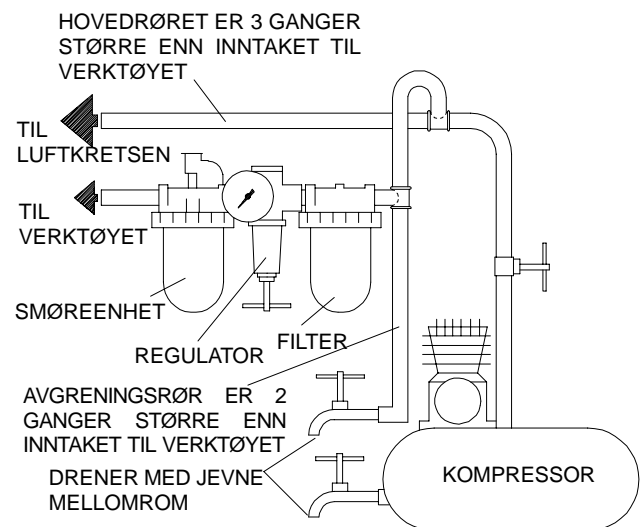 HOVEDRØRET ER 3 GANGER
STØRRE ENN INNTAKET TIL
VERKTØYET
TIL
LUFTKRETSEN
TIL
VERKTØYET
SMØREENHET
REGULATOR
FILTER
AVGRENINGSRØR ER 2
GANGER STØRRE ENN
INNTAKET TIL VERKTØYET
DRENER MED JEVNE
MELLOMROM
KOMPRESSOR